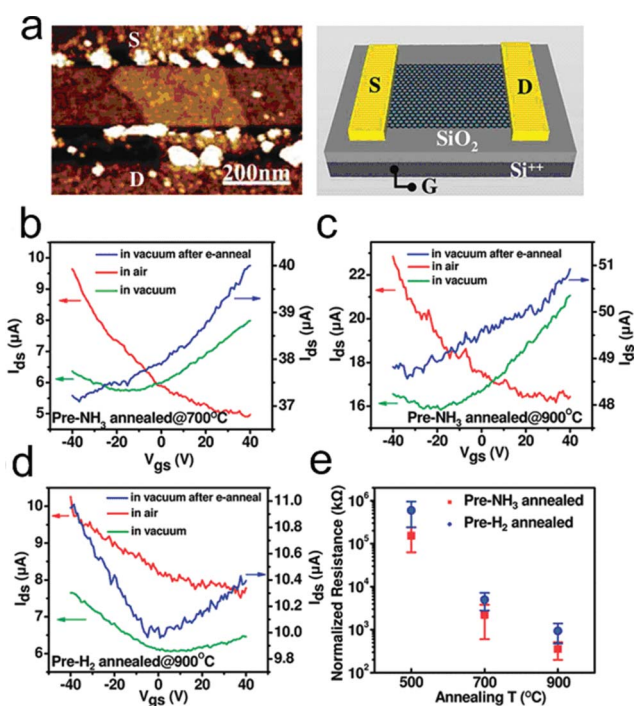 a
S
D
200nm
S
D
SiO2
Si++
G
b
in vacuum after e-anneal
in air
in vacuum
10
9
8
7
6
5
40
39
38
37
Ids (μA)
Ids (μA)
Pre-NH3 annealed@700°C
-40 -20 0 20 40
Vgs (V)
c
in vacuum after e-anneal
in air
in vacuum
22
20
18
16
51
50
49
48
Ids (μA)
Ids (μA)
Pre-NH3 annealed@900°C
-40 -20 0 20 40
Vgs (V)
d
in vacuum after e-anneal
in air
in vacuum
10
9
8
7
6
11.0
10.8
10.6
10.4
10.2
10.0
9.8
Ids (μA)
Ids (μA)
Pre-H2 annealed@900°C
-40 -20 0 20 40
Vgs (V)
e
Pre-NH3 annealed
Pre-H2 annealed
10^6
10^5
10^4
10^3
10^2
Normalized Resistance (kΩ)
500 700 900
Annealing T (°C)